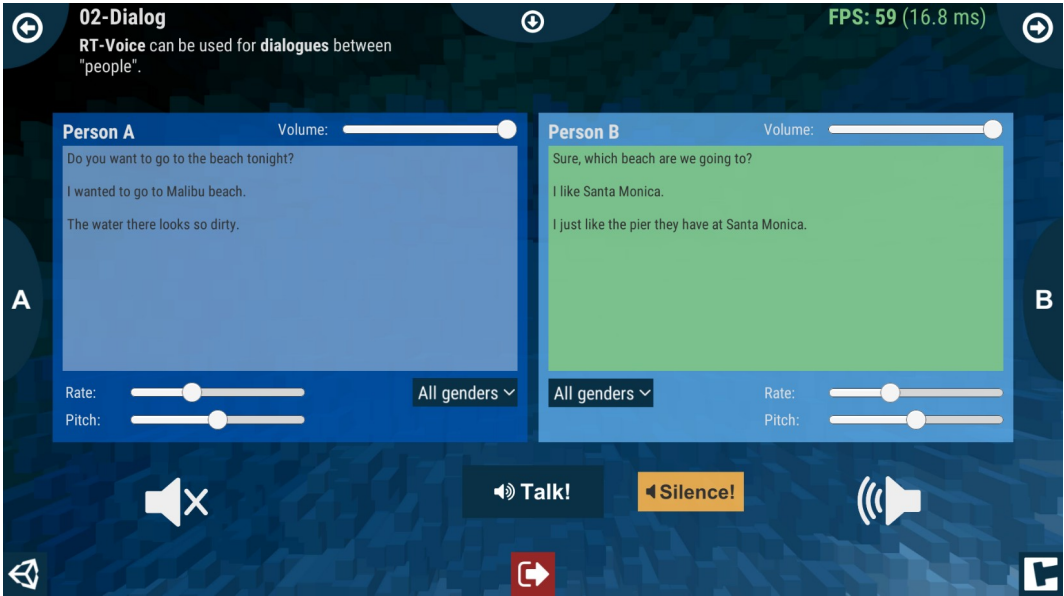 02-Dialog
FPS: 59 (16.8 ms)
RT-Voice can be used for dialogues between
"people".
Person A
Volume:
Do you want to go to the beach tonight?
I wanted to go to Malibu beach.
The water there looks so dirty.
Rate:
All genders
Pitch:
Person B
Volume:
Sure, which beach are we going to?
I like Santa Monica.
I just like the pier they have at Santa Monica.
All genders
Rate:
Pitch:
A
B
Talk!
Silence!